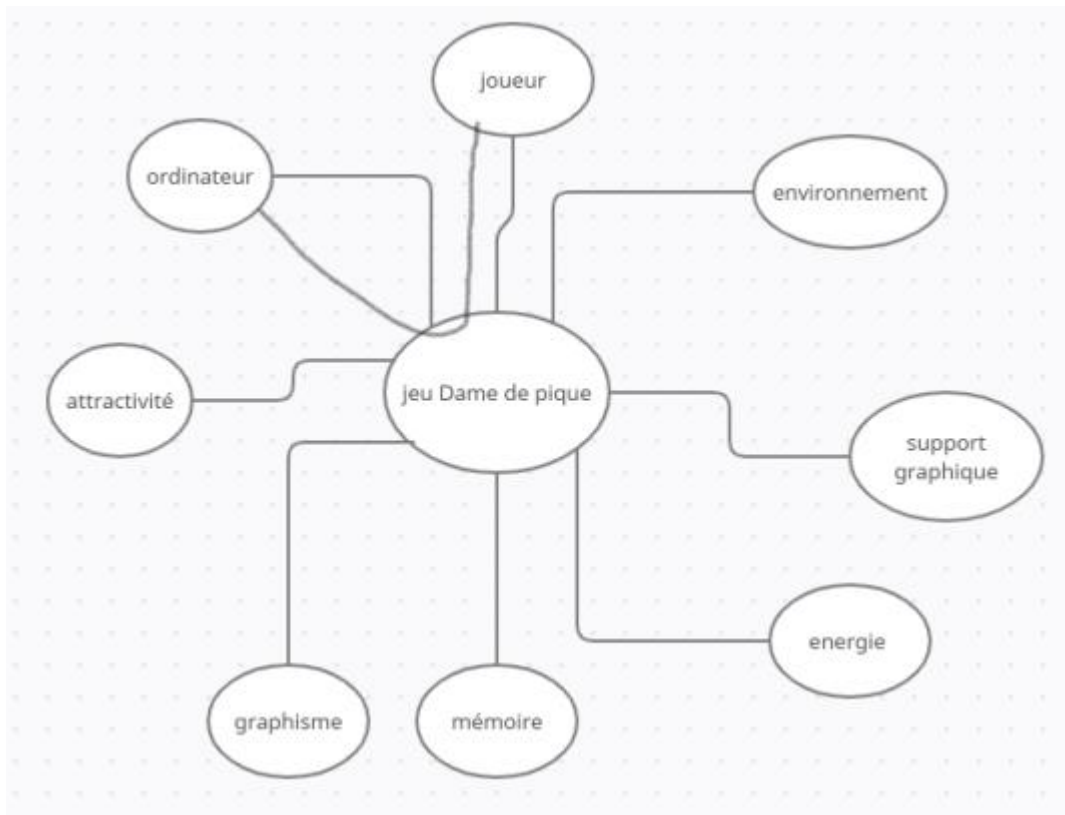 joueur
ordinateur
environnement
attractivité
jeu Dame de pique
support
graphique
energie
graphisme
mémoire